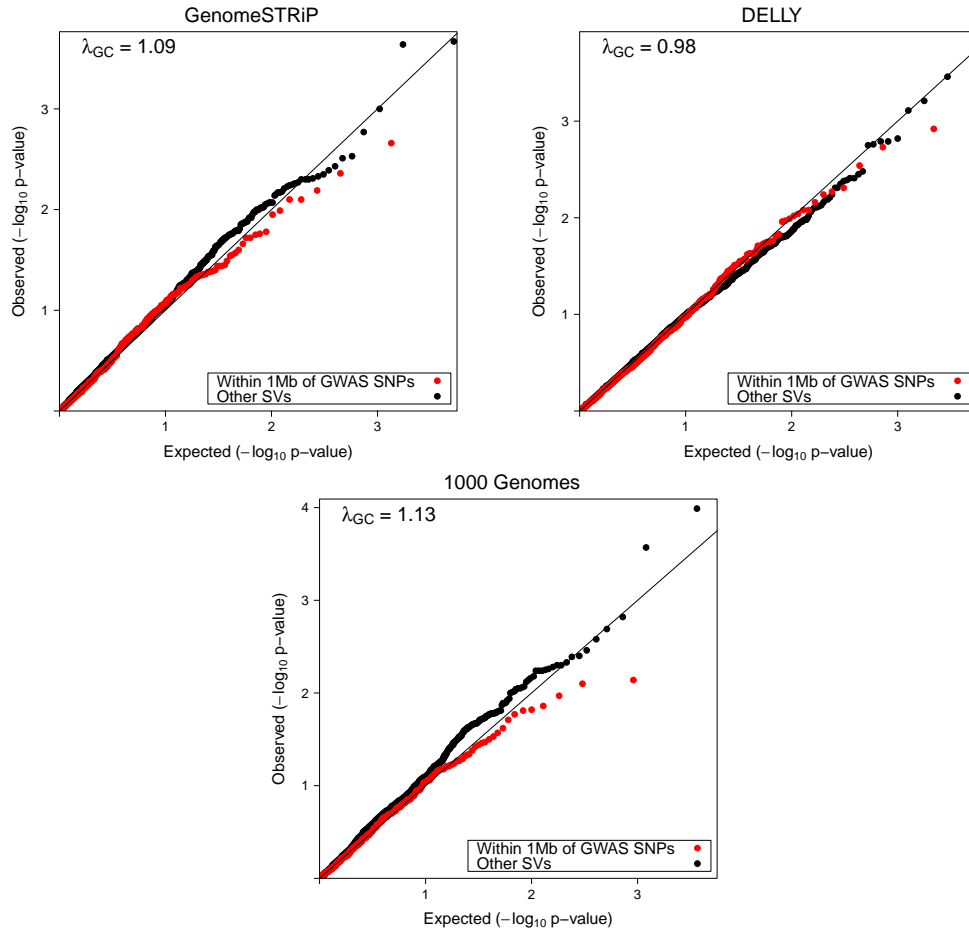 GenomeSTRiP
λGC = 1.09
3
2
1
Observed (−log10 p−value)
Within 1Mb of GWAS SNPs
Other SVs
1 2 3
Expected (−log10 p−value)
DELLY
λGC = 0.98
3
2
1
Observed (−log10 p−value)
Within 1Mb of GWAS SNPs
Other SVs
1 2 3
Expected (−log10 p−value)
1000 Genomes
λGC = 1.13
4
3
2
1
Observed (−log10 p−value)
Within 1Mb of GWAS SNPs
Other SVs
1 2 3
Expected (−log10 p−value)